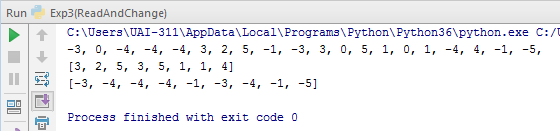 Run Exp3(ReadAndChange)
C:\Users\UAI-311\AppData\Local\Programs\Python\Python36\python.exe C:/U
-3, 0, -4, -4, -4, 3, 2, 5, -1, -3, 3, 0, 5, 1, 0, 1, -4, 4, -1, -5,
[3, 2, 5, 3, 5, 1, 1, 4]
[-3, -4, -4, -4, -1, -3, -4, -1, -5]
Process finished with exit code 0